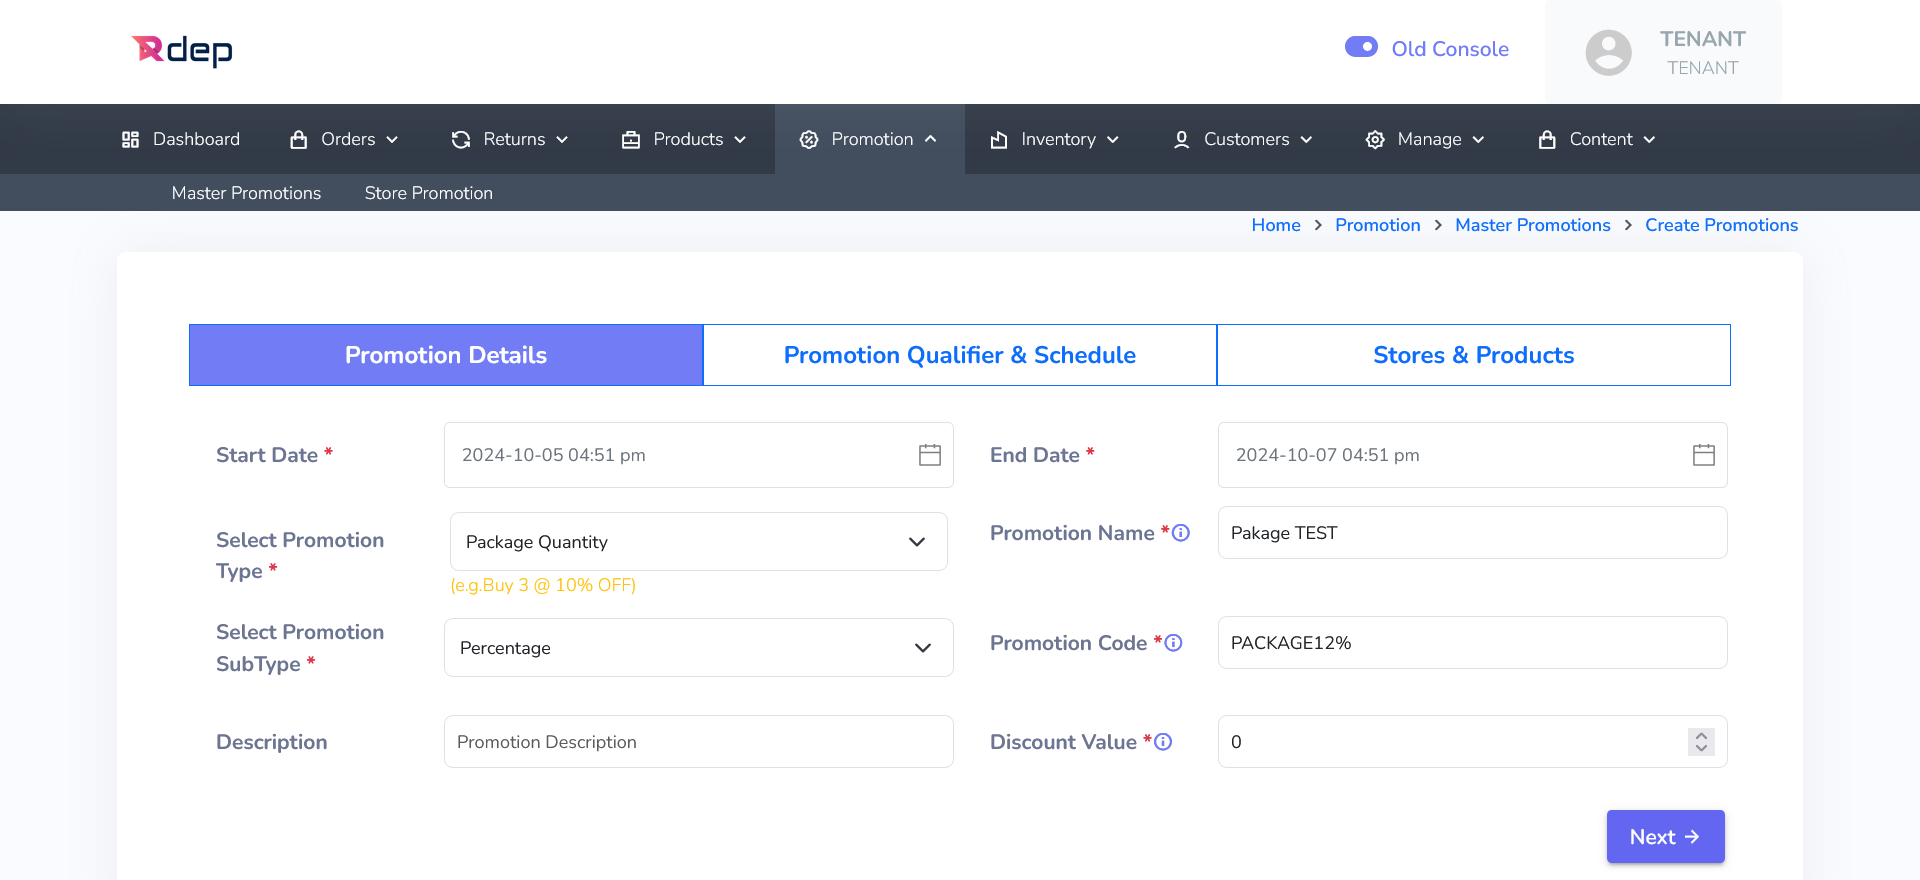 Rdep
Old Console
TENANT
TENANT
Dashboard Orders Returns Products Promotion Inventory Customers Manage Content
Master Promotions Store Promotion
Home > Promotion > Master Promotions > Create Promotions
Promotion Details Promotion Qualifier & Schedule Stores & Products
Start Date * 2024-10-05 04:51 pm End Date * 2024-10-07 04:51 pm
Select Promotion
Type *
Package Quantity
(e.g.Buy 3 @ 10% OFF)
Promotion Name * Pakage TEST
Select Promotion
SubType *
Percentage
Promotion Code * PACKAGE12%
Description Promotion Description Discount Value * 0
Next →